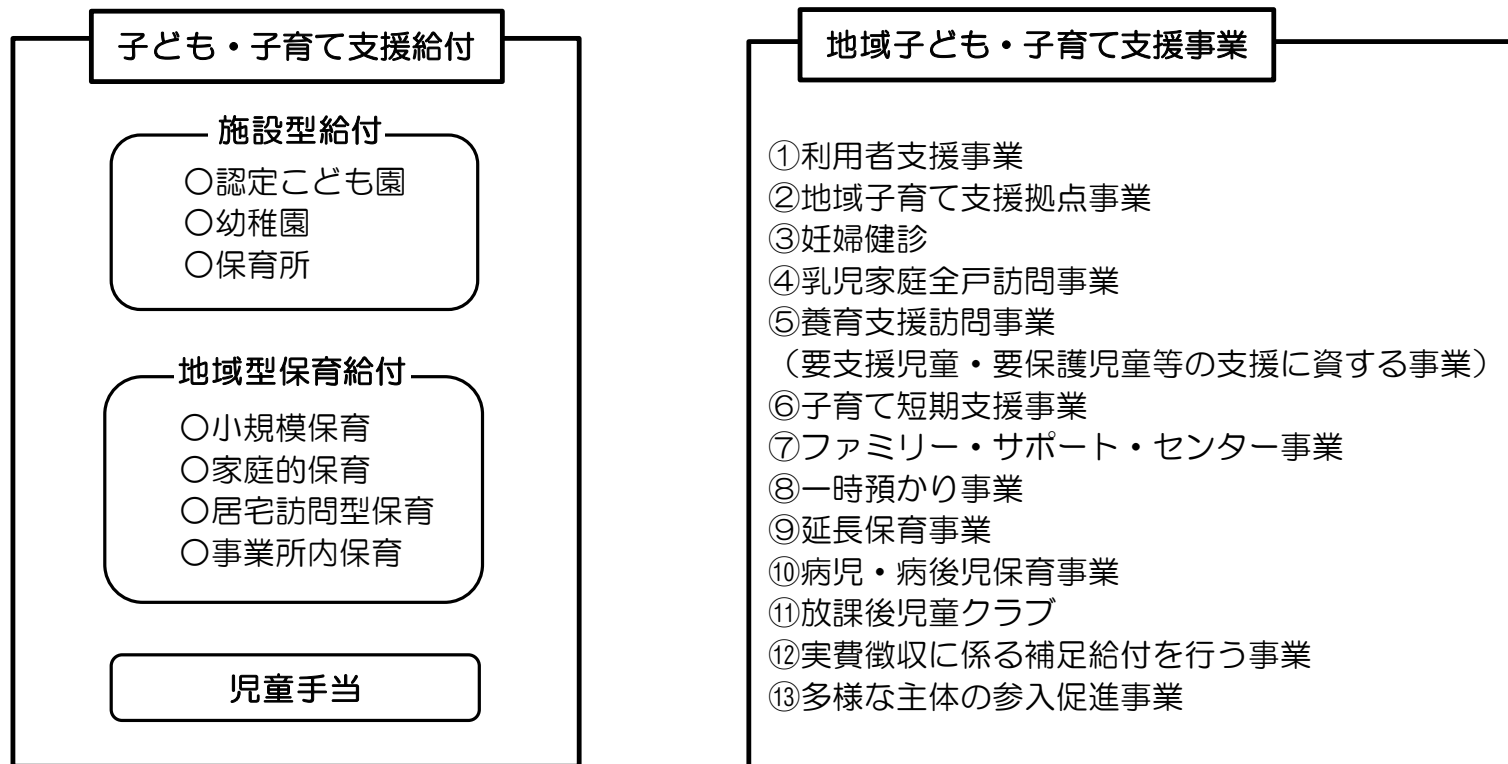 子ども・子育て支援給付
施設型給付
○認定こども園
○幼稚園
○保育所
地域型保育給付
○小規模保育
○家庭的保育
○居宅訪問型保育
○事業所内保育
児童手当
地域子ども・子育て支援事業
①利用者支援事業
②地域子育て支援拠点事業
③妊婦健診
④乳児家庭全戸訪問事業
⑤養育支援訪問事業
（要支援児童・要保護児童等の支援に資する事業）
⑥子育て短期支援事業
⑦ファミリー・サポート・センター事業
⑧一時預かり事業
⑨延長保育事業
⑩病児・病後児保育事業
⑪放課後児童クラブ
⑫実費徴収に係る補足給付を行う事業
⑬多様な主体の参入促進事業